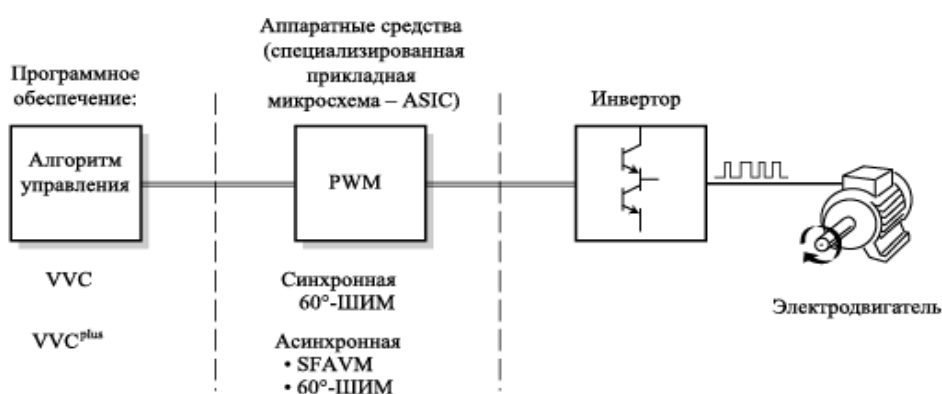 Программное
обеспечение:
Алгоритм
управления
VVC
VVCplus
Аппаратные средства
(специализированная
прикладная
микросхема – ASIC)
PWM
Синхронная
60°-ШИМ
Асинхронная
• SFAVM
• 60°-ШИМ
Инвертор
Электродвигатель